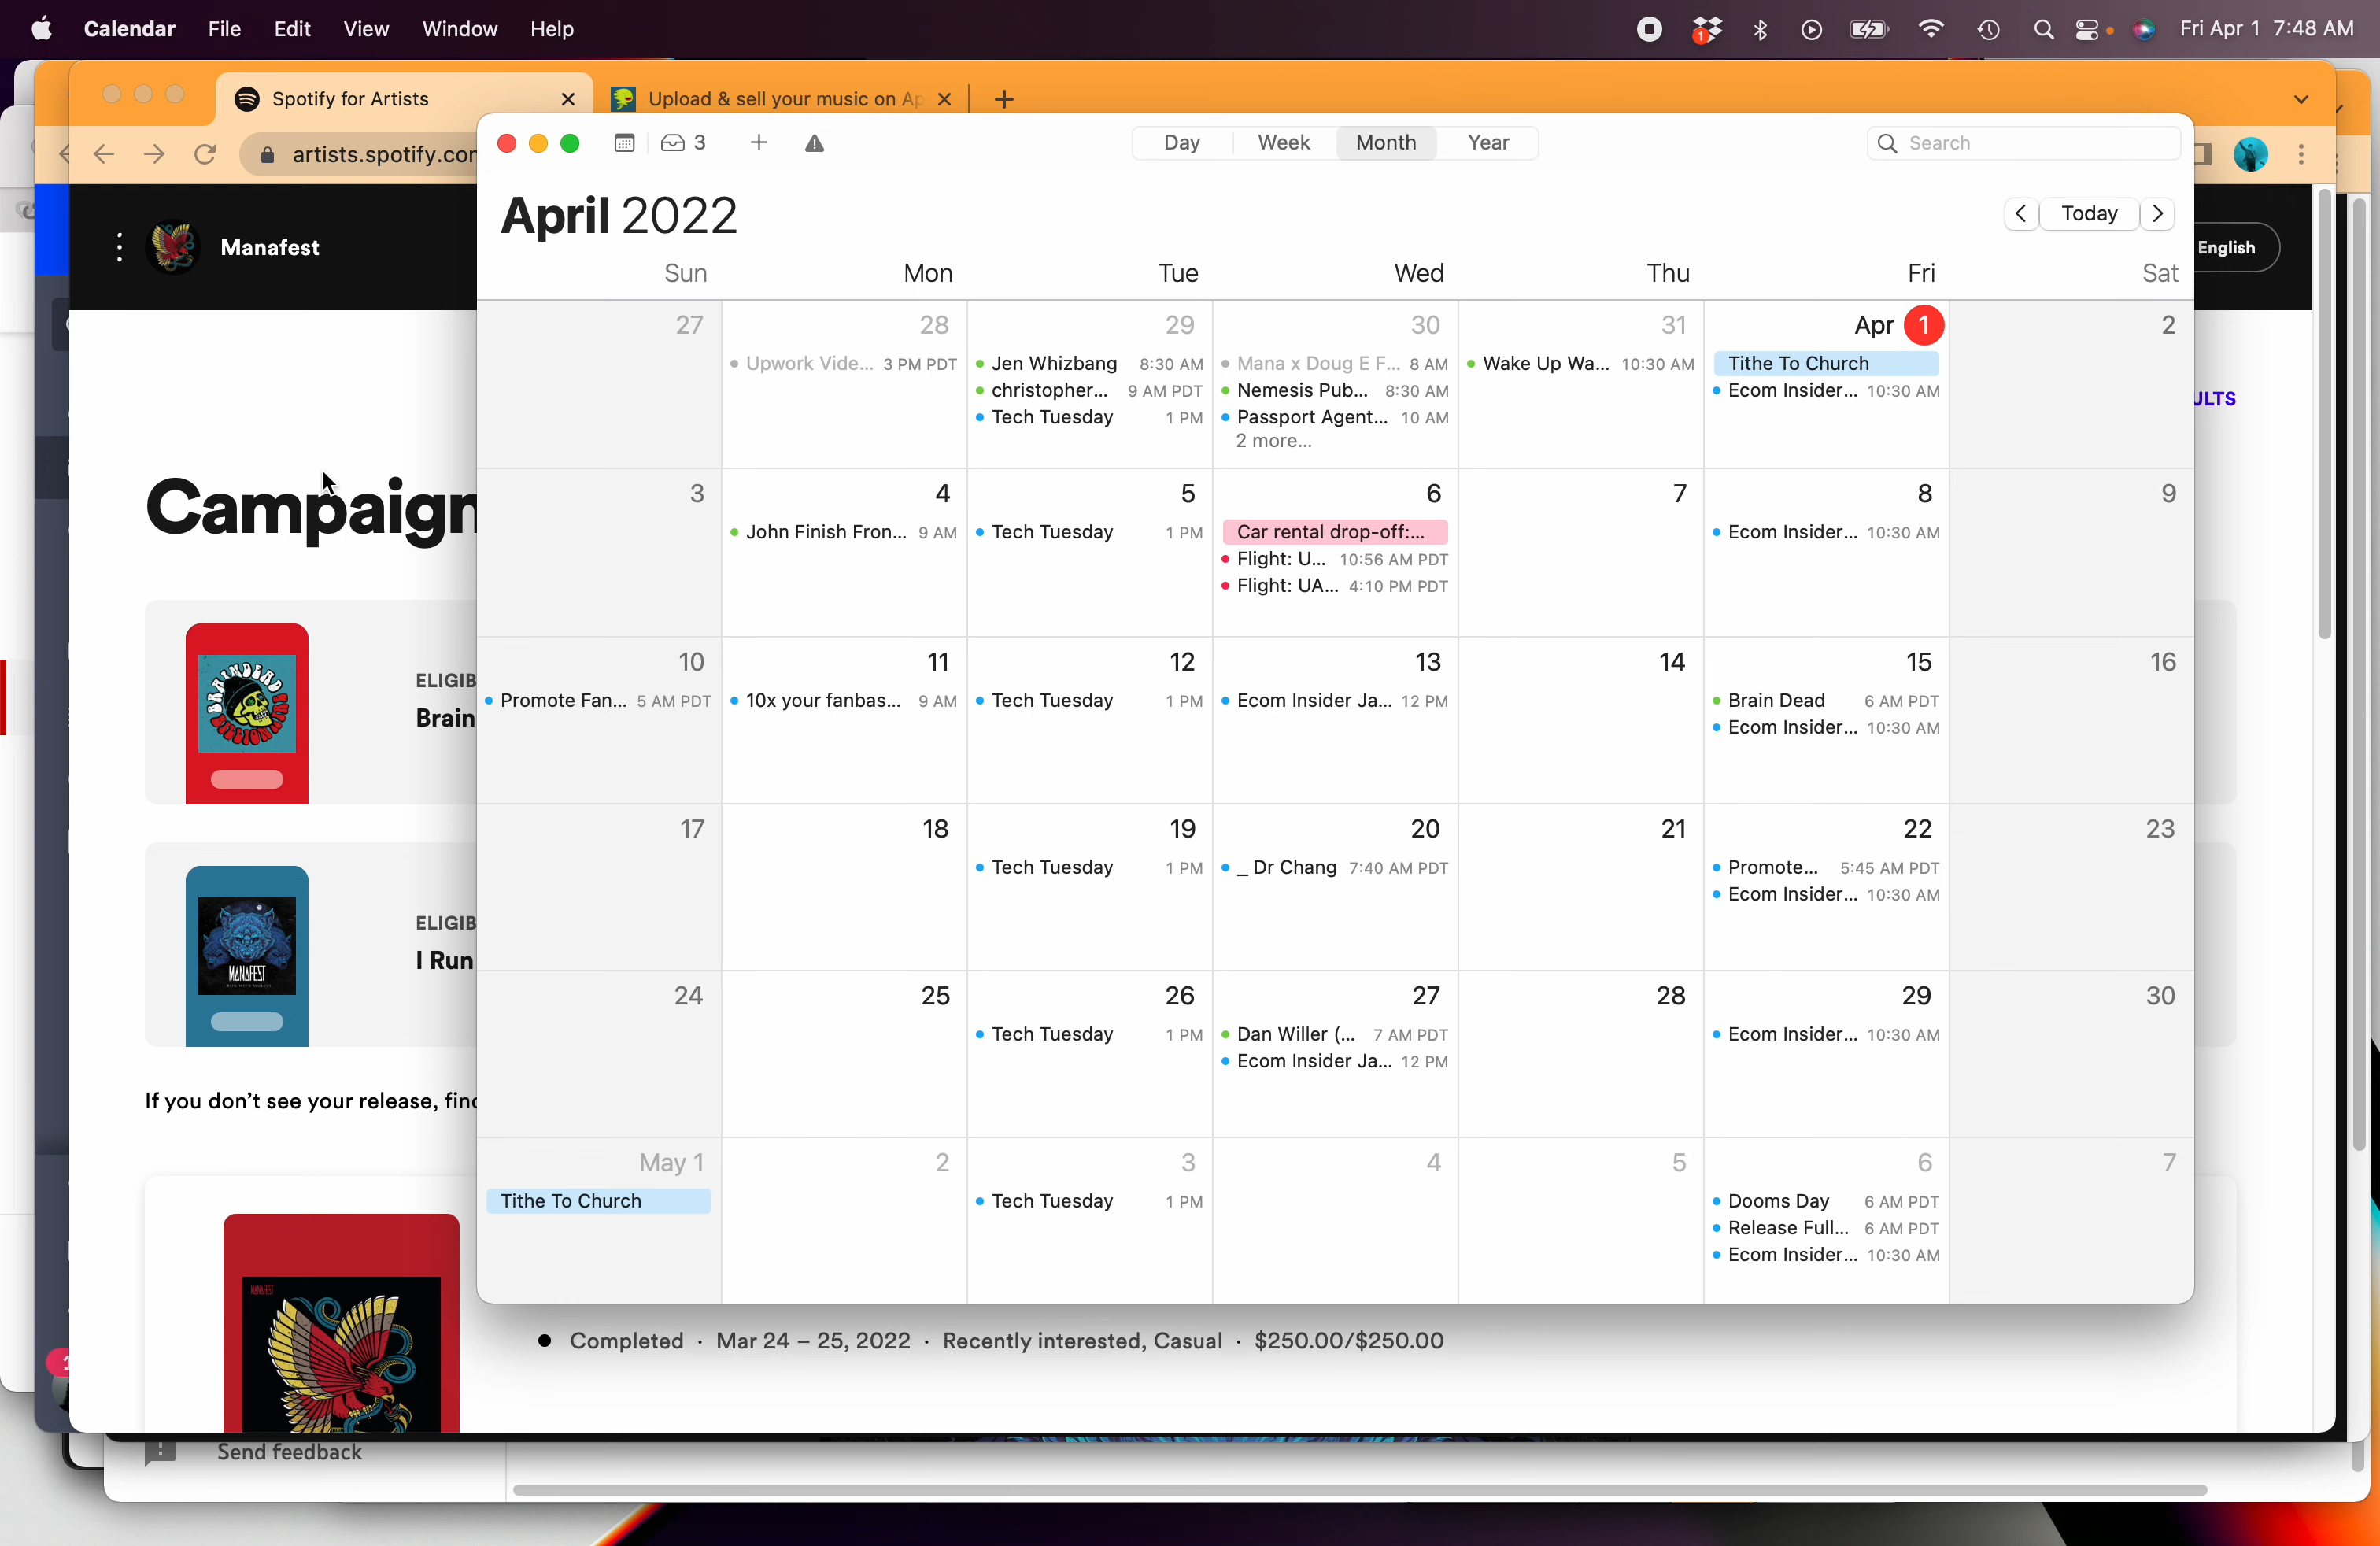 Calendar File Edit View Window Help
1
Fri Apr 1 7:48 AM
Spotify for Artists
Upload & sell your music on Ap
artists.spotify.com
3
Day Week Month Year
Search
Manafest
April 2022
Today
English
Sun Mon Tue Wed Thu Fri Sat
27 28 29 30 31 Apr 1 2
Upwork Vide... 3 PM PDT
Jen Whizbang 8:30 AM
christopher... 9 AM PDT
Tech Tuesday 1 PM
Mana x Doug E F... 8 AM
Nemesis Pub... 8:30 AM
Passport Agent... 10 AM
2 more...
Wake Up Wa... 10:30 AM
Tithe To Church
Ecom Insider... 10:30 AM
ULTS
Campaign
3 4 5 6 7 8 9
John Finish Fron... 9 AM
Tech Tuesday 1 PM
Car rental drop-off:...
Flight: U... 10:56 AM PDT
Flight: UA... 4:10 PM PDT
Ecom Insider... 10:30 AM
BRAINDEAD
ELIGIB
Brain
10 11 12 13 14 15 16
Promote Fan... 5 AM PDT
10x your fanbas... 9 AM
Tech Tuesday 1 PM
Ecom Insider Ja... 12 PM
Brain Dead 6 AM PDT
Ecom Insider... 10:30 AM
17 18 19 20 21 22 23
Tech Tuesday 1 PM
_ Dr Chang 7:40 AM PDT
Promote... 5:45 AM PDT
Ecom Insider... 10:30 AM
MANAFEST
I RUN WITH WOLVES
ELIGIB
I Run
24 25 26 27 28 29 30
Tech Tuesday 1 PM
Dan Willer (... 7 AM PDT
Ecom Insider Ja... 12 PM
Ecom Insider... 10:30 AM
If you don't see your release, find
May 1 2 3 4 5 6 7
Tithe To Church
Tech Tuesday 1 PM
Dooms Day 6 AM PDT
Release Full... 6 AM PDT
Ecom Insider... 10:30 AM
MANAFEST
Completed · Mar 24 – 25, 2022 · Recently interested, Casual · $250.00/$250.00
Send feedback